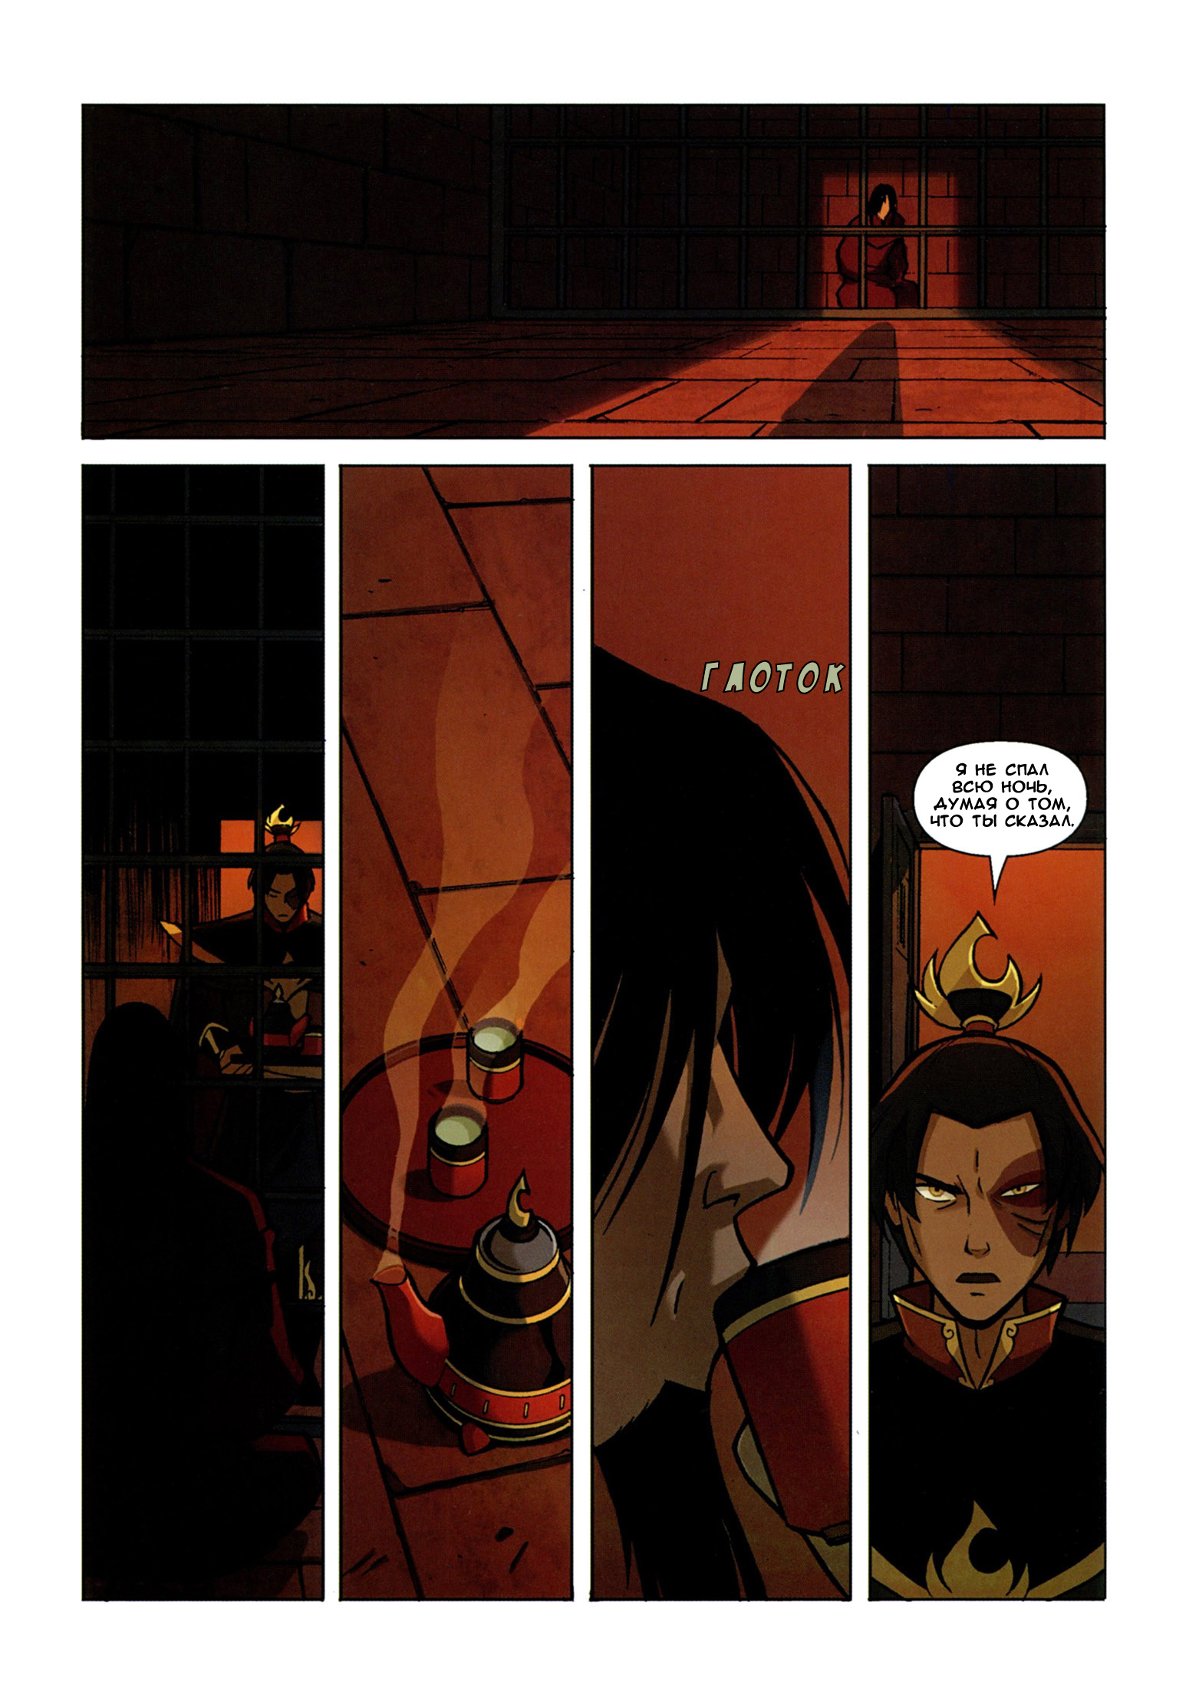 ГЛОТОК
Я НЕ СПАЛ
ВСЮ НОЧЬ,
ДУМАЯ О ТОМ,
ЧТО ТЫ СКАЗАЛ.